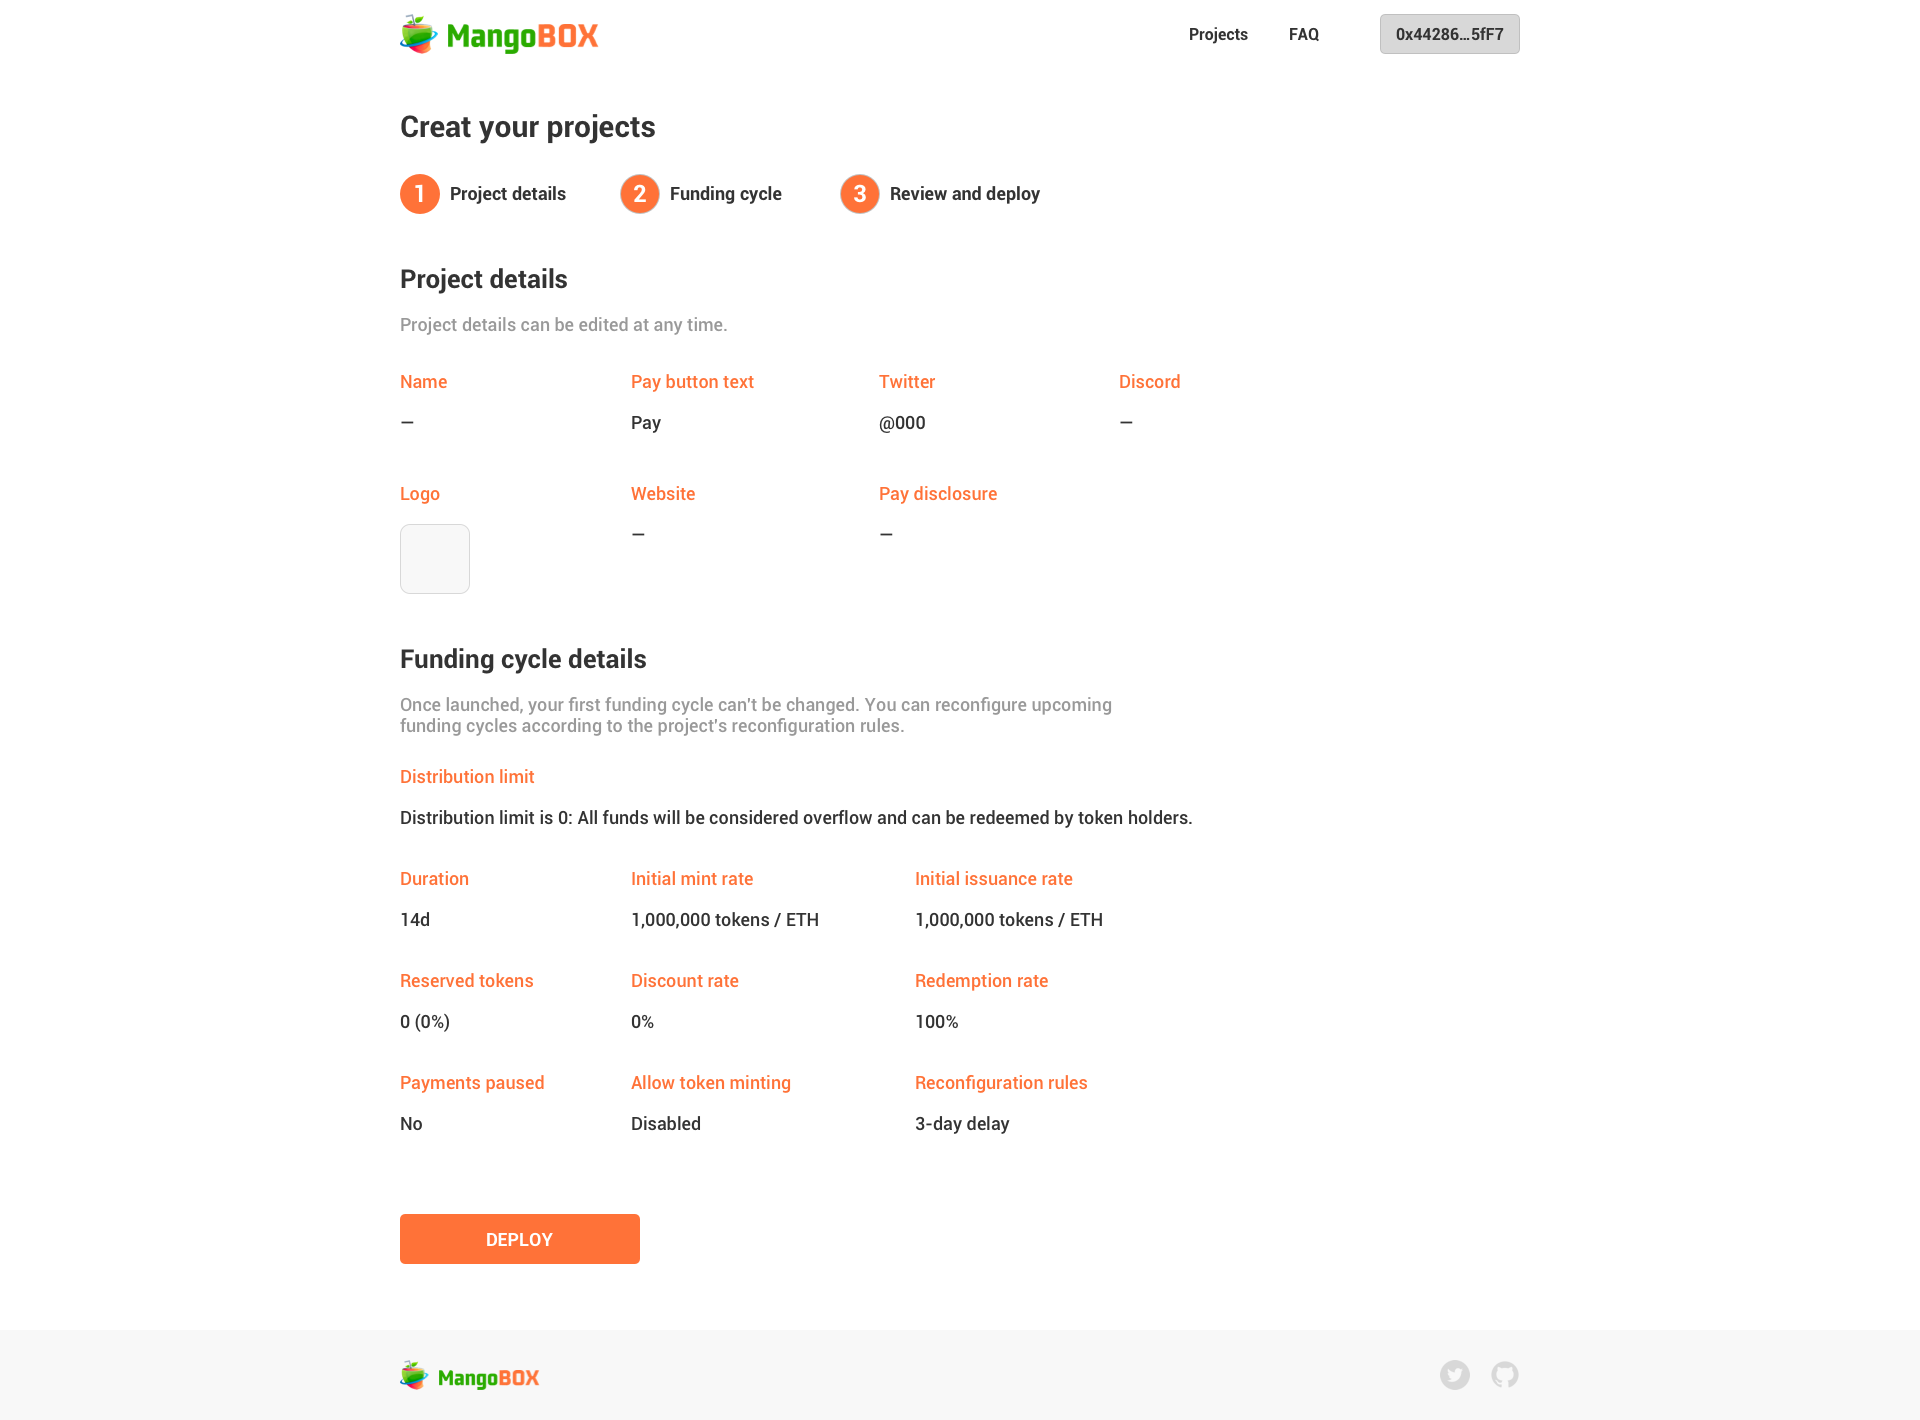 MangoBOX
Projects
FAQ
0x44286...5fF7
Creat your projects
1 Project details
2 Funding cycle
3 Review and deploy
Project details
Project details can be edited at any time.
Name
Pay button text
Twitter
Discord
–
Pay
@000
–
Logo
Website
Pay disclosure
–
–
Funding cycle details
Once launched, your first funding cycle can't be changed. You can reconfigure upcoming
funding cycles according to the project's reconfiguration rules.
Distribution limit
Distribution limit is 0: All funds will be considered overflow and can be redeemed by token holders.
Duration
Initial mint rate
Initial issuance rate
14d
1,000,000 tokens / ETH
1,000,000 tokens / ETH
Reserved tokens
Discount rate
Redemption rate
0 (0%)
0%
100%
Payments paused
Allow token minting
Reconfiguration rules
No
Disabled
3-day delay
DEPLOY
MangoBOX